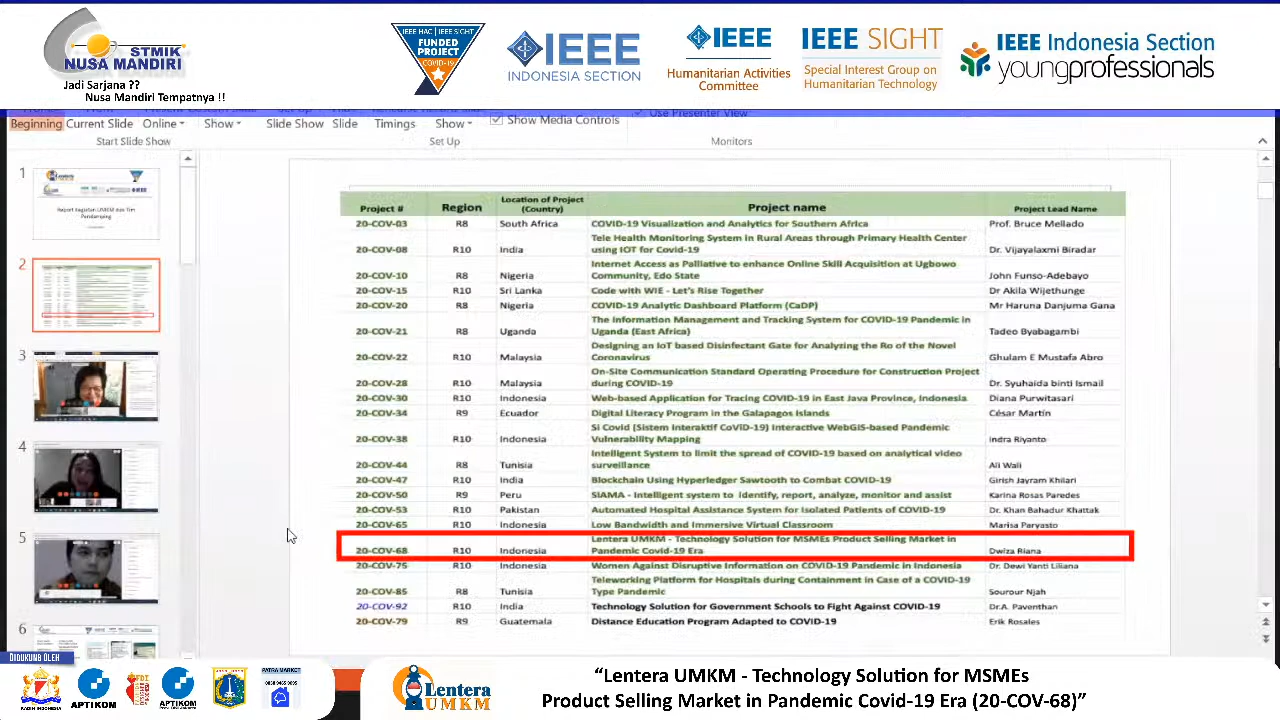 STMIK
NUSA MANDIRI
Jadi Sarjana ??
Nusa Mandiri Tempatnya !!
IEEE HAC | IEEE SIGHT
FUNDED
PROJECT
COVID-19
IEEE
INDONESIA SECTION
IEEE
Humanitarian Activities
Committee
IEEE SIGHT
Special Interest Group on
Humanitarian Technology
IEEE Indonesia Section
youngprofessionals
Use Presenter View
Beginning Current Slide Online Show Slide Show Slide Timings Show Show Media Controls
Start Slide Show Set Up Monitors
1
2
3
4
5
6
Project # Region Location of Project (Country) Project name Project Lead Name
20-COV-03 R8 South Africa COVID-19 Visualization and Analytics for Southern Africa Prof. Bruce Mellado
Tele Health Monitoring System in Rural Areas through Primary Health Center
20-COV-08 R10 India using IOT for Covid-19 Dr. Vijayalaxmi Biradar
Internet Access as Palliative to enhance Online Skill Acquisition at Ugbowo
20-COV-10 R8 Nigeria Community, Edo State John Funso-Adebayo
20-COV-15 R10 Sri Lanka Code with WIE - Let's Rise Together Dr Akila Wijethunge
20-COV-20 R8 Nigeria COVID-19 Analytic Dashboard Platform (CaDP) Mr Haruna Danjuma Gana
The Information Management and Tracking System for COVID-19 Pandemic in
20-COV-21 R8 Uganda Uganda (East Africa) Tadeo Byabagambi
Designing an IoT based Disinfectant Gate for Analyzing the Ro of the Novel
20-COV-22 R10 Malaysia Coronavirus Ghulam E Mustafa Abro
On-Site Communication Standard Operating Procedure for Construction Project
20-COV-28 R10 Malaysia during COVID-19 Dr. Syuhaida binti Ismail
20-COV-30 R10 Indonesia Web-based Application for Tracing COVID-19 in East Java Province, Indonesia Diana Purwitasari
20-COV-34 R9 Ecuador Digital Literacy Program in the Galapagos Islands César Martín
Si Covid (Sistem Interaktif CoViD-19) Interactive WebGIS-based Pandemic
20-COV-38 R10 Indonesia Vulnerability Mapping Indra Riyanto
Intelligent System to limit the spread of COVID-19 based on analytical video
20-COV-44 R8 Tunisia surveillance Ali Wali
20-COV-47 R10 India Blockchain Using Hyperledger Sawtooth to Combat COVID-19 Girish Jayram Khilari
20-COV-50 R9 Peru SIAMA - Intelligent system to identify, report, analyze, monitor and assist Karina Rosas Paredes
20-COV-53 R10 Pakistan Automated Hospital Assistance System for Isolated Patients of COVID-19 Dr. Khan Bahadur Khattak
20-COV-65 R10 Indonesia Low Bandwidth and Immersive Virtual Classroom Marisa Paryasto
Lentera UMKM - Technology Solution for MSMEs Product Selling Market in
20-COV-68 R10 Indonesia Pandemic Covid-19 Era Dwiza Riana
20-COV-75 R10 Indonesia Women Against Disruptive Information on COVID-19 Pandemic in Indonesia Dr. Dewi Yanti Liliana
Teleworking Platform for Hospitals during Containment in Case of a COVID-19
20-COV-85 R8 Tunisia Type Pandemic Sourour Njah
20-COV-92 R10 India Technology Solution for Government Schools to Fight Against COVID-19 Dr.A. Paventhan
20-COV-79 R9 Guatemala Distance Education Program Adapted to COVID-19 Erik Rosales
DIDUKUNG OLEH
KADIN INDONESIA
APTIKOM
APTIKOM
PATRA MARKET
Lentera
UMKM
“Lentera UMKM - Technology Solution for MSMEs
Product Selling Market in Pandemic Covid-19 Era (20-COV-68)”